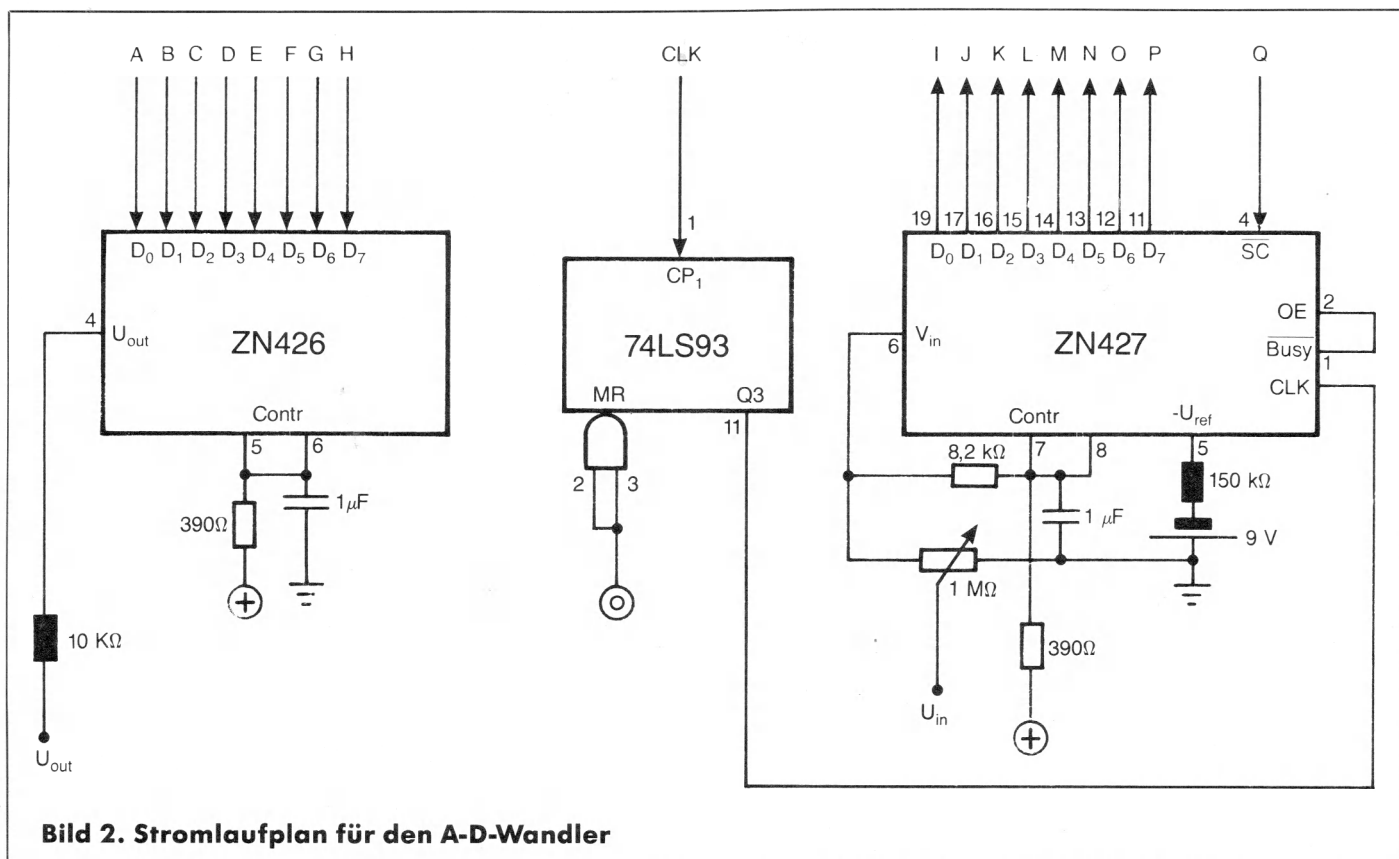 A B C D E F G H CLK I J K L M N O P Q
1 19 17 16 15 14 13 12 11 4
D0 D1 D2 D3 D4 D5 D6 D7 CP1 D0 D1 D2 D3 D4 D5 D6 D7 SC
4 Uout ZN426 74LS93 6 Vin ZN427 OE 2
Busy 1
MR Q3 CLK
Contr 11 Contr -Uref
5 6 2 3 7 8 5
8,2 kΩ 150 kΩ
390Ω 1μF 1 μF 9 V
+ 1 MΩ
10 KΩ 390Ω
Uin
+
Uout
Bild 2. Stromlaufplan für den A-D-Wandler